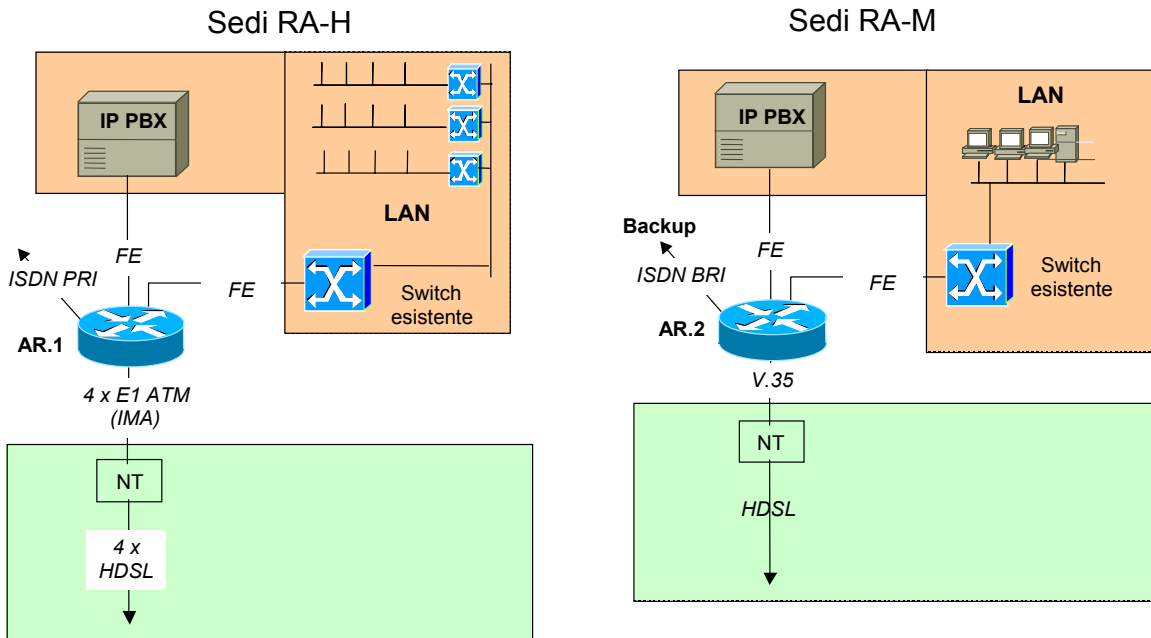 Sedi RA-H
IP PBX
LAN
FE
ISDN PRI
FE
Switch
esistente
AR.1
4 x E1 ATM
(IMA)
NT
4 x
HDSL
Sedi RA-M
IP PBX
LAN
Backup
FE
ISDN BRI
FE
Switch
esistente
AR.2
V.35
NT
HDSL